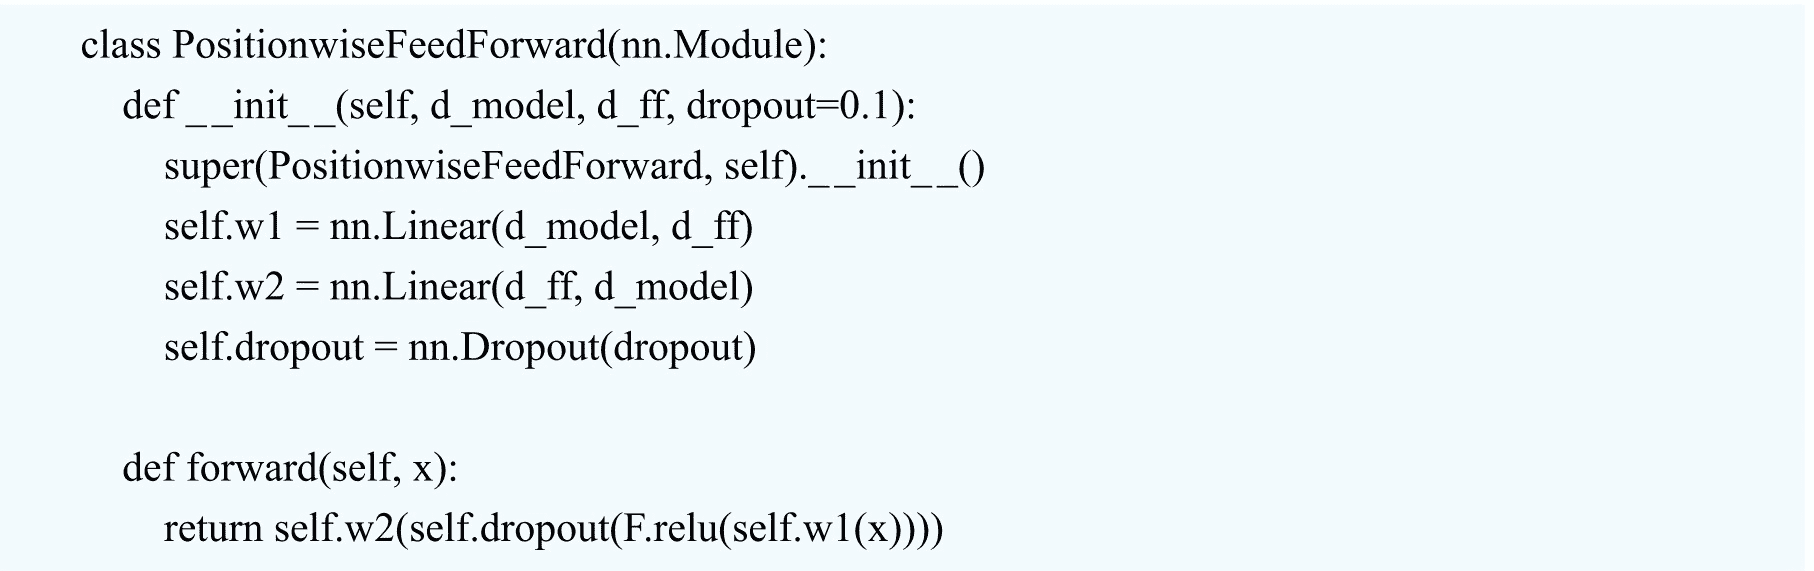 class PositionwiseFeedForward(nn.Module):
def __init__(self, d_model, d_ff, dropout=0.1):
super(PositionwiseFeedForward, self).__init__()
self.w1 = nn.Linear(d_model, d_ff)
self.w2 = nn.Linear(d_ff, d_model)
self.dropout = nn.Dropout(dropout)
def forward(self, x):
return self.w2(self.dropout(F.relu(self.w1(x))))